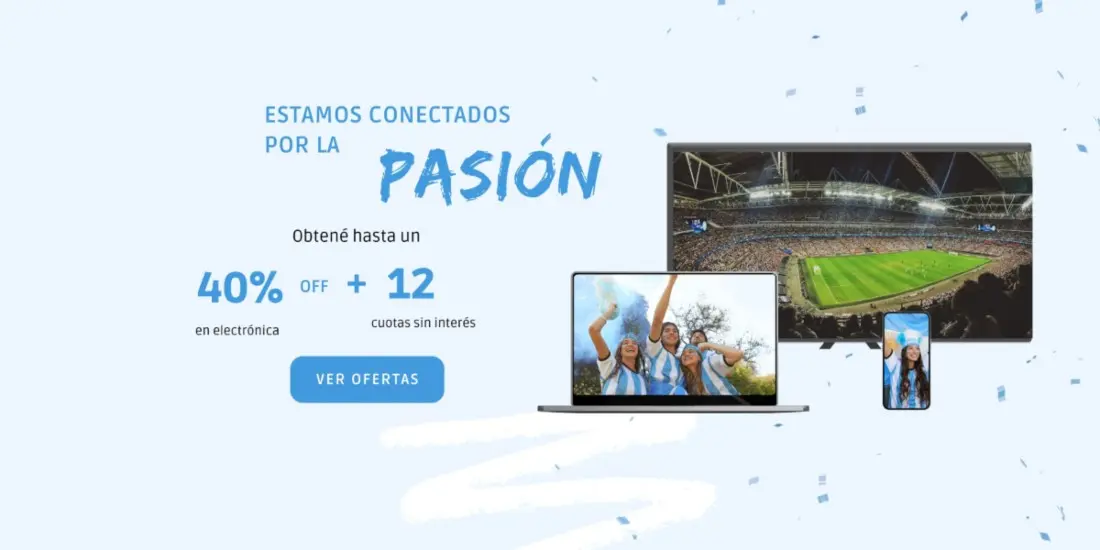 ESTAMOS CONECTADOS
POR LA
PASIÓN
Obtené hasta un
40% OFF + 12
en electrónica
cuotas sin interés
VER OFERTAS